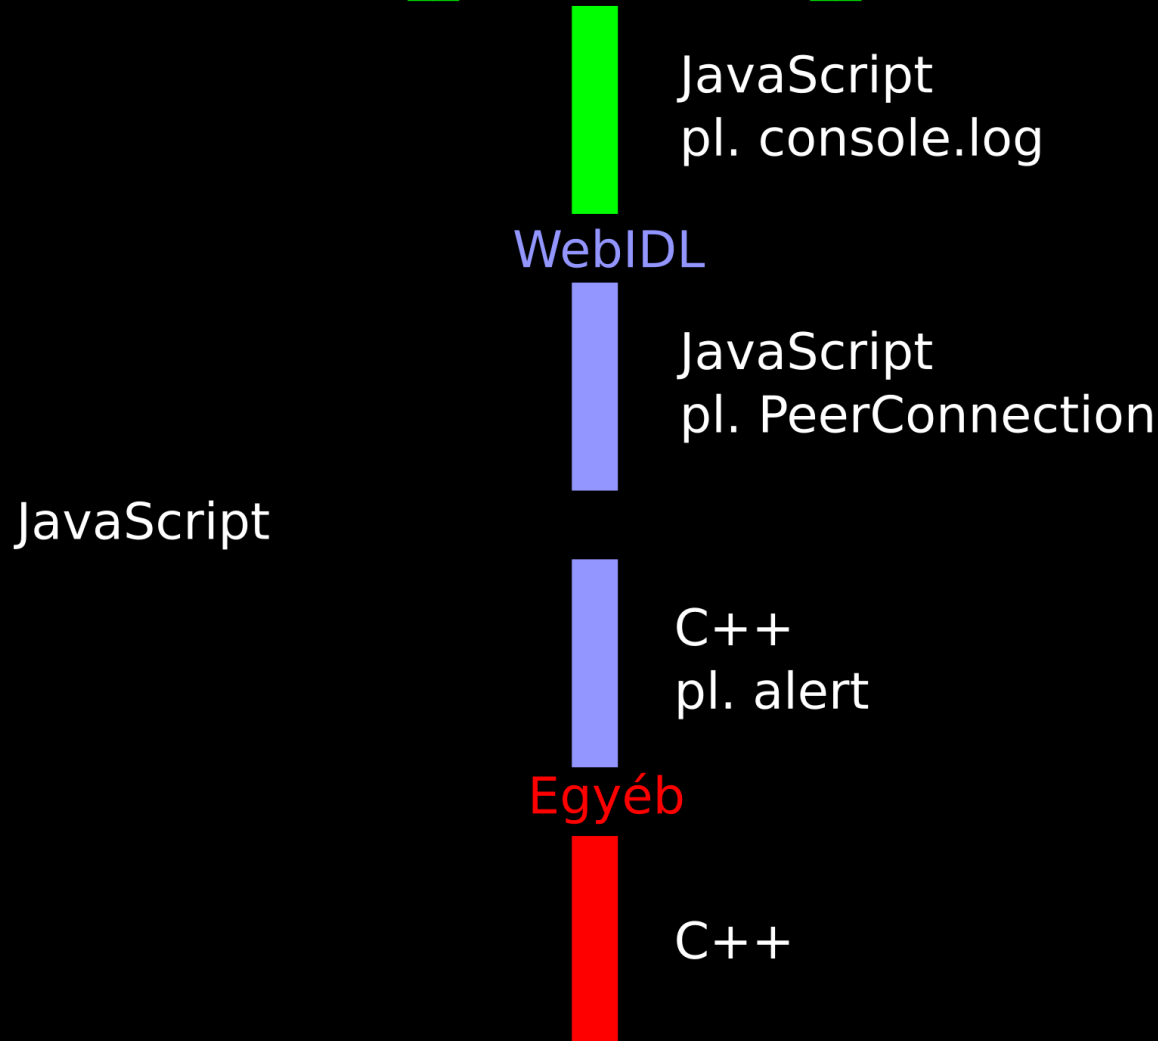 JavaScript
pl. console.log
WebIDL
JavaScript
pl. PeerConnection
JavaScript
C++
pl. alert
Egyéb
C++